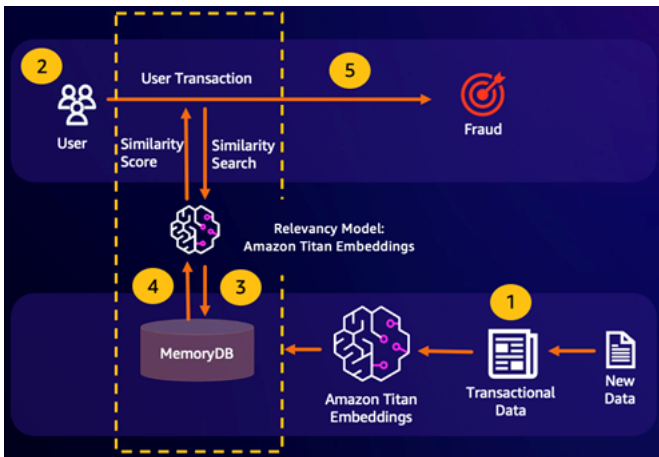 2
User Transaction
5
User
Similarity
Score
Similarity
Search
Fraud
Relevancy Model:
Amazon Titan Embeddings
4
3
1
MemoryDB
Amazon Titan
Embeddings
Transactional
Data
New
Data